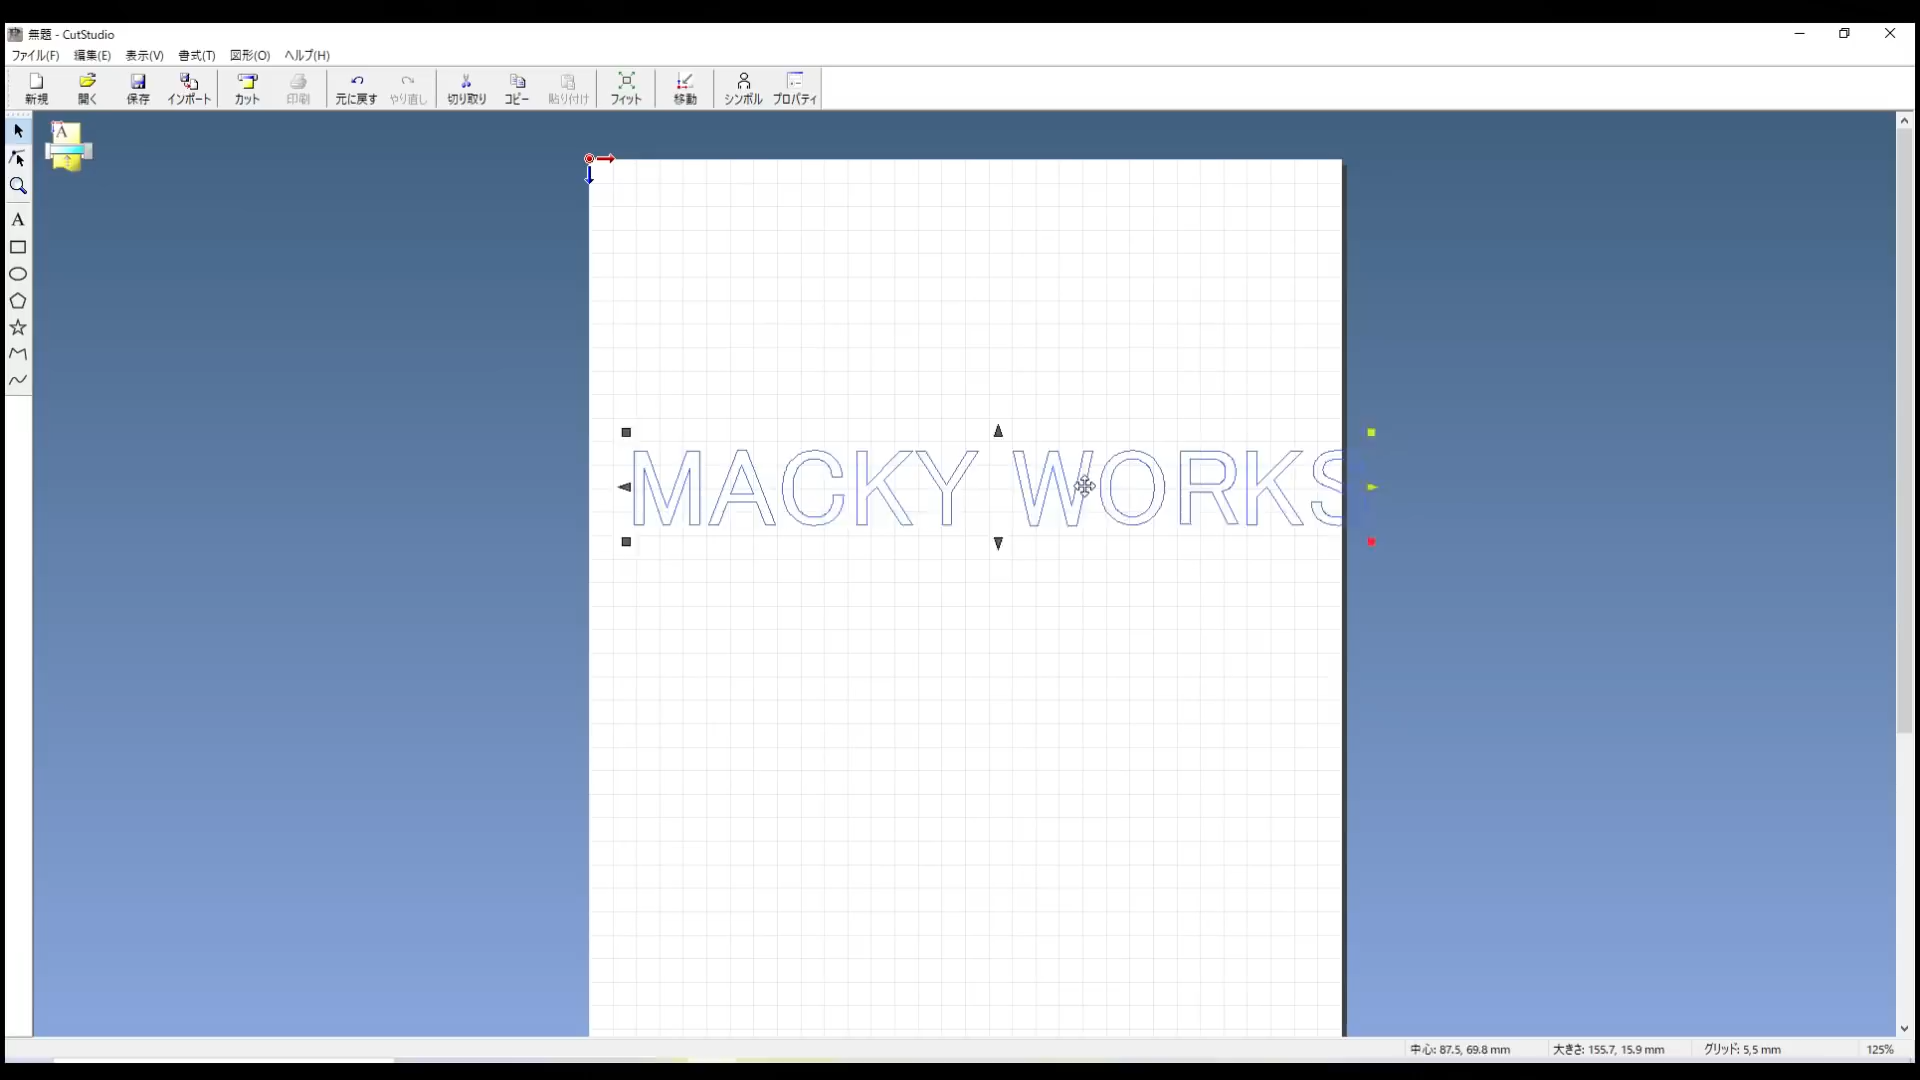 無題 - CutStudio
ファイル(F) 編集(E) 表示(V) 書式(T) 図形(O) ヘルプ(H)
新規 開く 保存 インポート カット 印刷 元に戻す やり直し 切り取り コピー 貼り付け フィット 移動 シンボル プロパティ
A
A
MACKY WORKS
中心: 87.5, 69.8 mm 大きさ: 155.7, 15.9 mm グリッド: 5,5 mm 125%